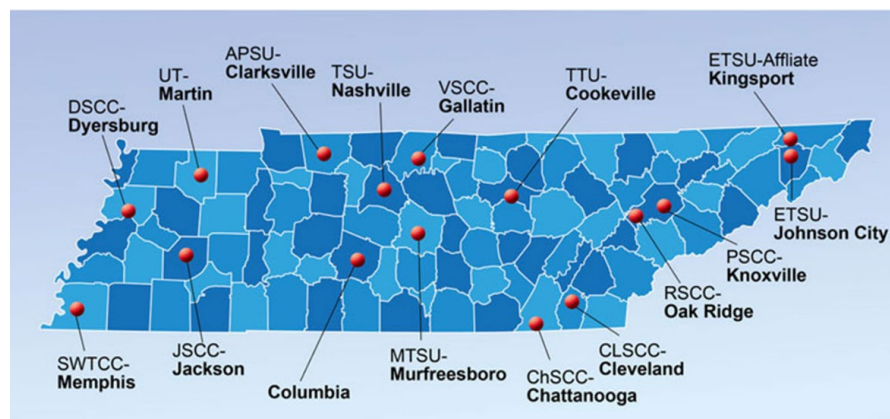 APSU-
Clarksville
TSU-
Nashville
ETSU-Affliate
Kingsport
UT-
Martin
VSCC-
Gallatin
TTU-
Cookeville
DSCC-
Dyersburg
ETSU-
Johnson City
PSCC-
Knoxville
RSCC-
Oak Ridge
SWTCC-
Memphis
JSCC-
Jackson
Columbia
MTSU-
Murfreesboro
ChSCC-
Chattanooga
CLSCC-
Cleveland